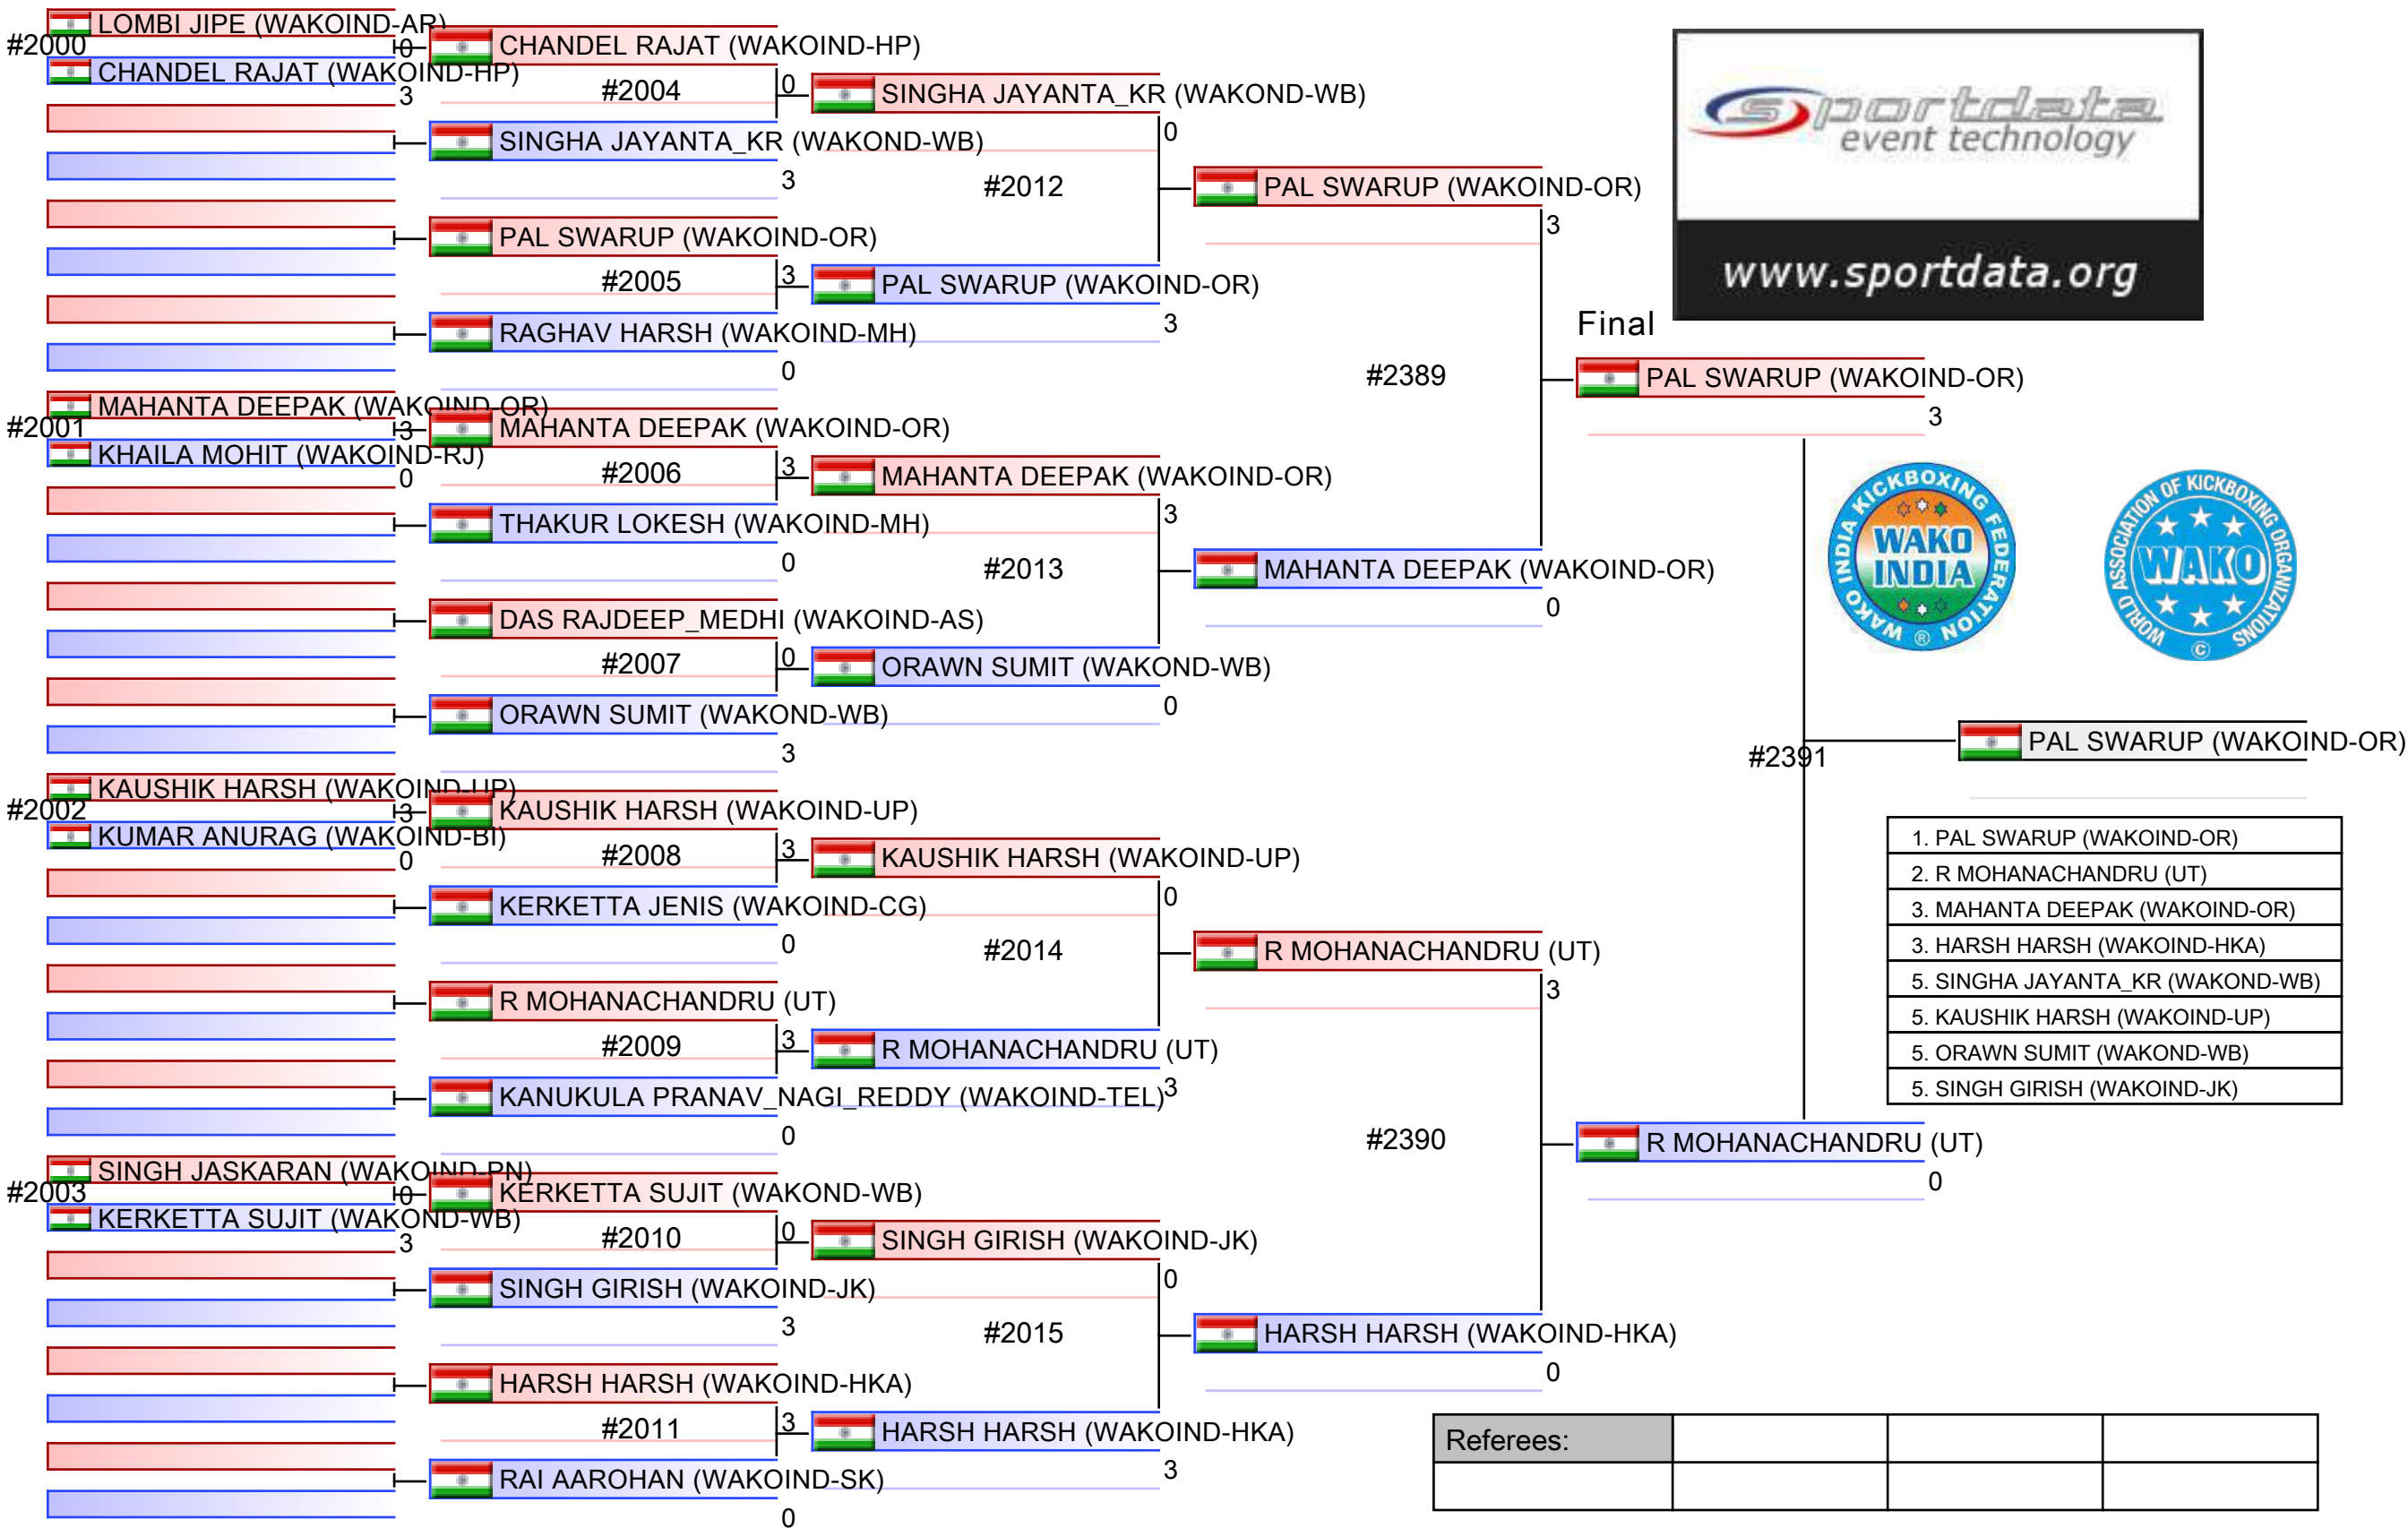 LOMBI JIPE (WAKOIND-AR)
#2000
0
CHANDEL RAJAT (WAKOIND-HP)
3
MAHANTA DEEPAK (WAKOIND-OR)
#2001
3
KHAILA MOHIT (WAKOIND-RJ)
0
KAUSHIK HARSH (WAKOIND-UP)
#2002
3
KUMAR ANURAG (WAKOIND-BI)
0
SINGH JASKARAN (WAKOIND-PN)
#2003
0
KERKETTA SUJIT (WAKOND-WB)
3
CHANDEL RAJAT (WAKOIND-HP)
#2004
0
SINGHA JAYANTA_KR (WAKOND-WB)
3
PAL SWARUP (WAKOIND-OR)
#2005
3
RAGHAV HARSH (WAKOIND-MH)
0
MAHANTA DEEPAK (WAKOIND-OR)
#2006
3
THAKUR LOKESH (WAKOIND-MH)
0
DAS RAJDEEP_MEDHI (WAKOIND-AS)
#2007
0
ORAWN SUMIT (WAKOND-WB)
3
KAUSHIK HARSH (WAKOIND-UP)
#2008
3
KERKETTA JENIS (WAKOIND-CG)
0
R MOHANACHANDRU (UT)
#2009
3
KANUKULA PRANAV_NAGI_REDDY (WAKOIND-TEL)
0
KERKETTA SUJIT (WAKOND-WB)
#2010
0
SINGH GIRISH (WAKOIND-JK)
3
HARSH HARSH (WAKOIND-HKA)
#2011
3
RAI AAROHAN (WAKOIND-SK)
0
SINGHA JAYANTA_KR (WAKOND-WB)
0
#2012
PAL SWARUP (WAKOIND-OR)
3
MAHANTA DEEPAK (WAKOIND-OR)
3
#2013
ORAWN SUMIT (WAKOND-WB)
0
KAUSHIK HARSH (WAKOIND-UP)
0
#2014
R MOHANACHANDRU (UT)
3
SINGH GIRISH (WAKOIND-JK)
0
#2015
HARSH HARSH (WAKOIND-HKA)
3
PAL SWARUP (WAKOIND-OR)
3
#2389
MAHANTA DEEPAK (WAKOIND-OR)
0
R MOHANACHANDRU (UT)
3
#2390
HARSH HARSH (WAKOIND-HKA)
0
sportdata
event technology
www.sportdata.org
Final
PAL SWARUP (WAKOIND-OR)
3
WAKO INDIA KICKBOXING FEDERATION
WAKO
INDIA
®
WORLD ASSOCIATION OF KICKBOXING ORGANIZATIONS
WAKO
©
#2391
PAL SWARUP (WAKOIND-OR)
1. PAL SWARUP (WAKOIND-OR)
2. R MOHANACHANDRU (UT)
3. MAHANTA DEEPAK (WAKOIND-OR)
3. HARSH HARSH (WAKOIND-HKA)
5. SINGHA JAYANTA_KR (WAKOND-WB)
5. KAUSHIK HARSH (WAKOIND-UP)
5. ORAWN SUMIT (WAKOND-WB)
5. SINGH GIRISH (WAKOIND-JK)
R MOHANACHANDRU (UT)
0
Referees: